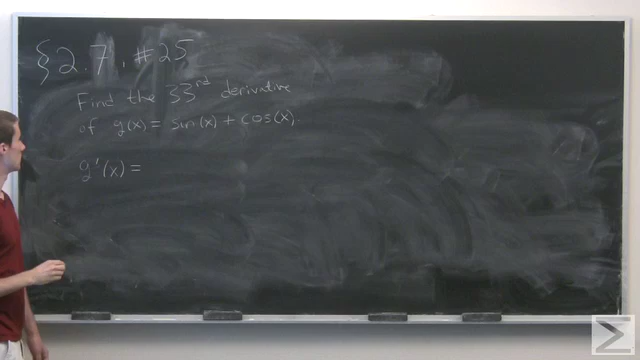 §2.7, #25
Find the 33rd derivative
of g(x) = sin(x) + cos(x).
g'(x) =
Σ